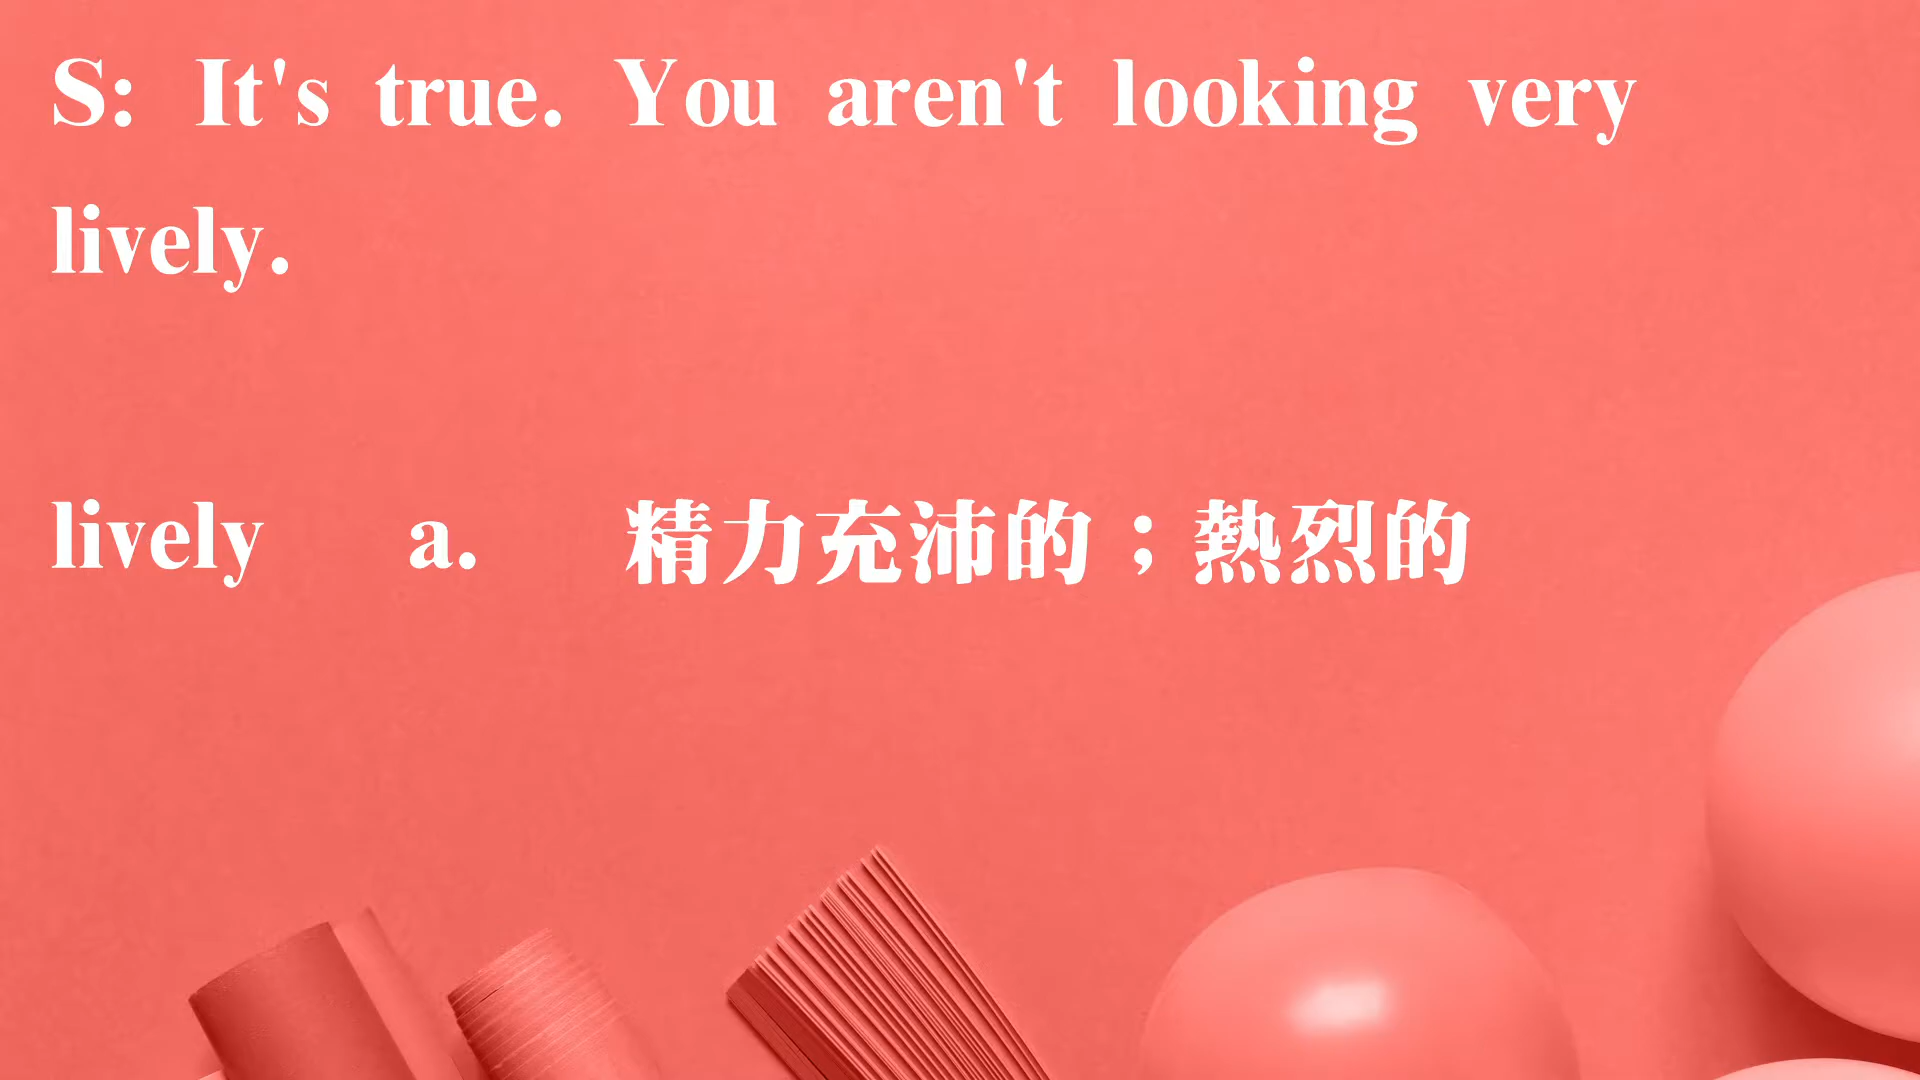 S: It's true. You aren't looking very
lively.
lively a. 精力充沛的；熱烈的